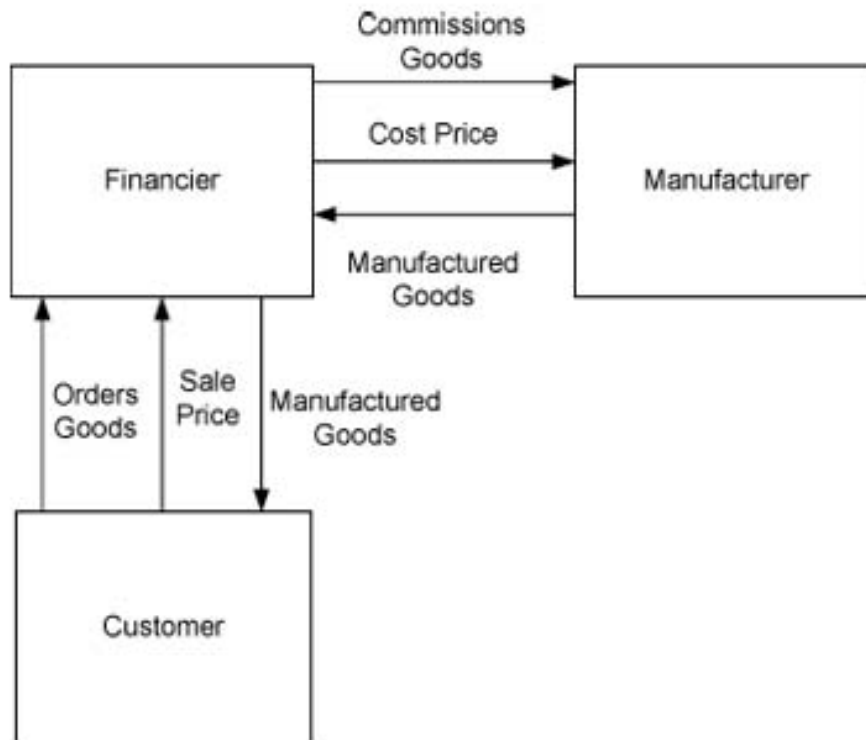 Commissions
Goods
Cost Price
Financier
Manufacturer
Manufactured
Goods
Orders
Goods
Sale
Price
Manufactured
Goods
Customer